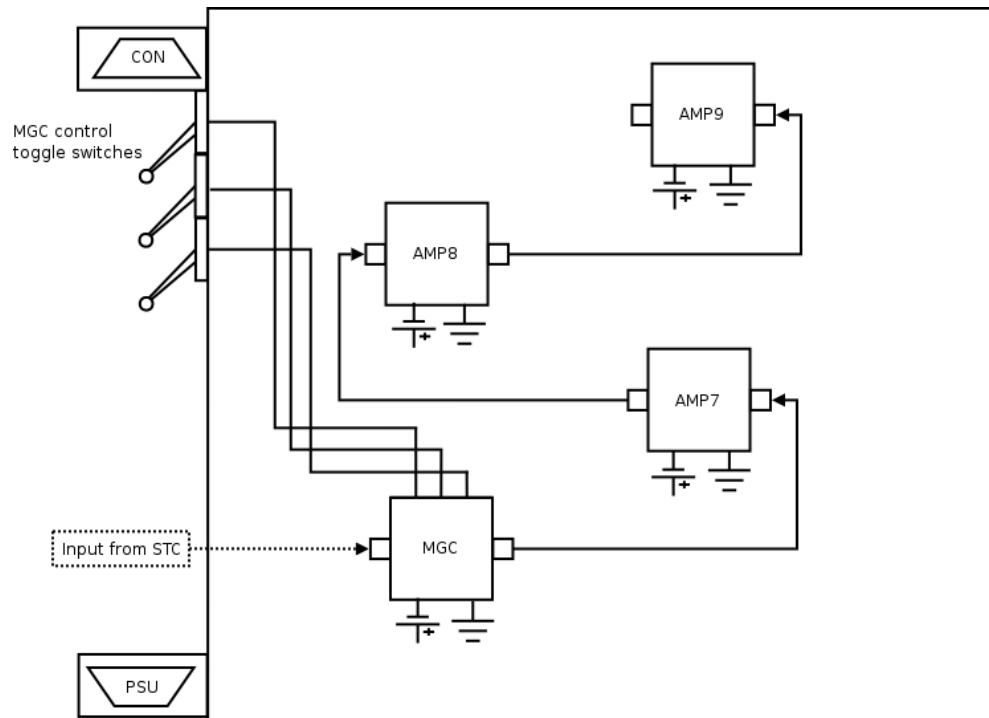 CON
MGC control
toggle switches
AMP9
+
AMP8
+
AMP7
+
Input from STC
MGC
+
PSU